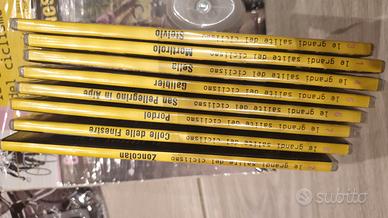 le grandi salite del ciclismo
Stelvio
le grandi salite del ciclismo
Mortirolo
le grandi salite del ciclismo
Sella
le grandi salite del ciclismo
Galibier
le grandi salite del ciclismo
San Pellegrino in Alpe
le grandi salite del ciclismo
Pordoi
le grandi salite del ciclismo
Colle delle Finestre
le grandi salite del ciclismo
Zoncolan
subito